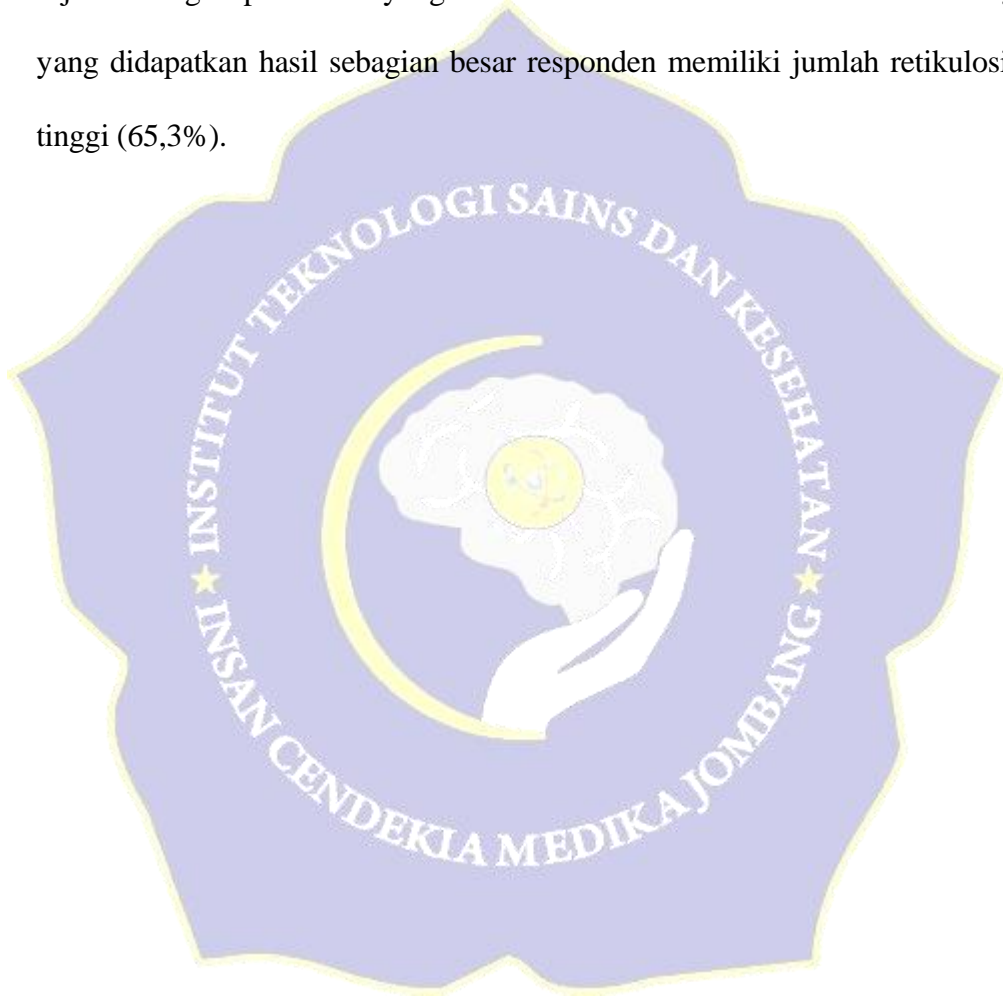 yang didapatkan hasil sebagian besar responden memiliki jumlah retikulosi
tinggi (65,3%).
INSTITUT TEKNOLOGI SAINS DAN KESEHATAN
INSAN CENDEKIA MEDIKA JOMBANG